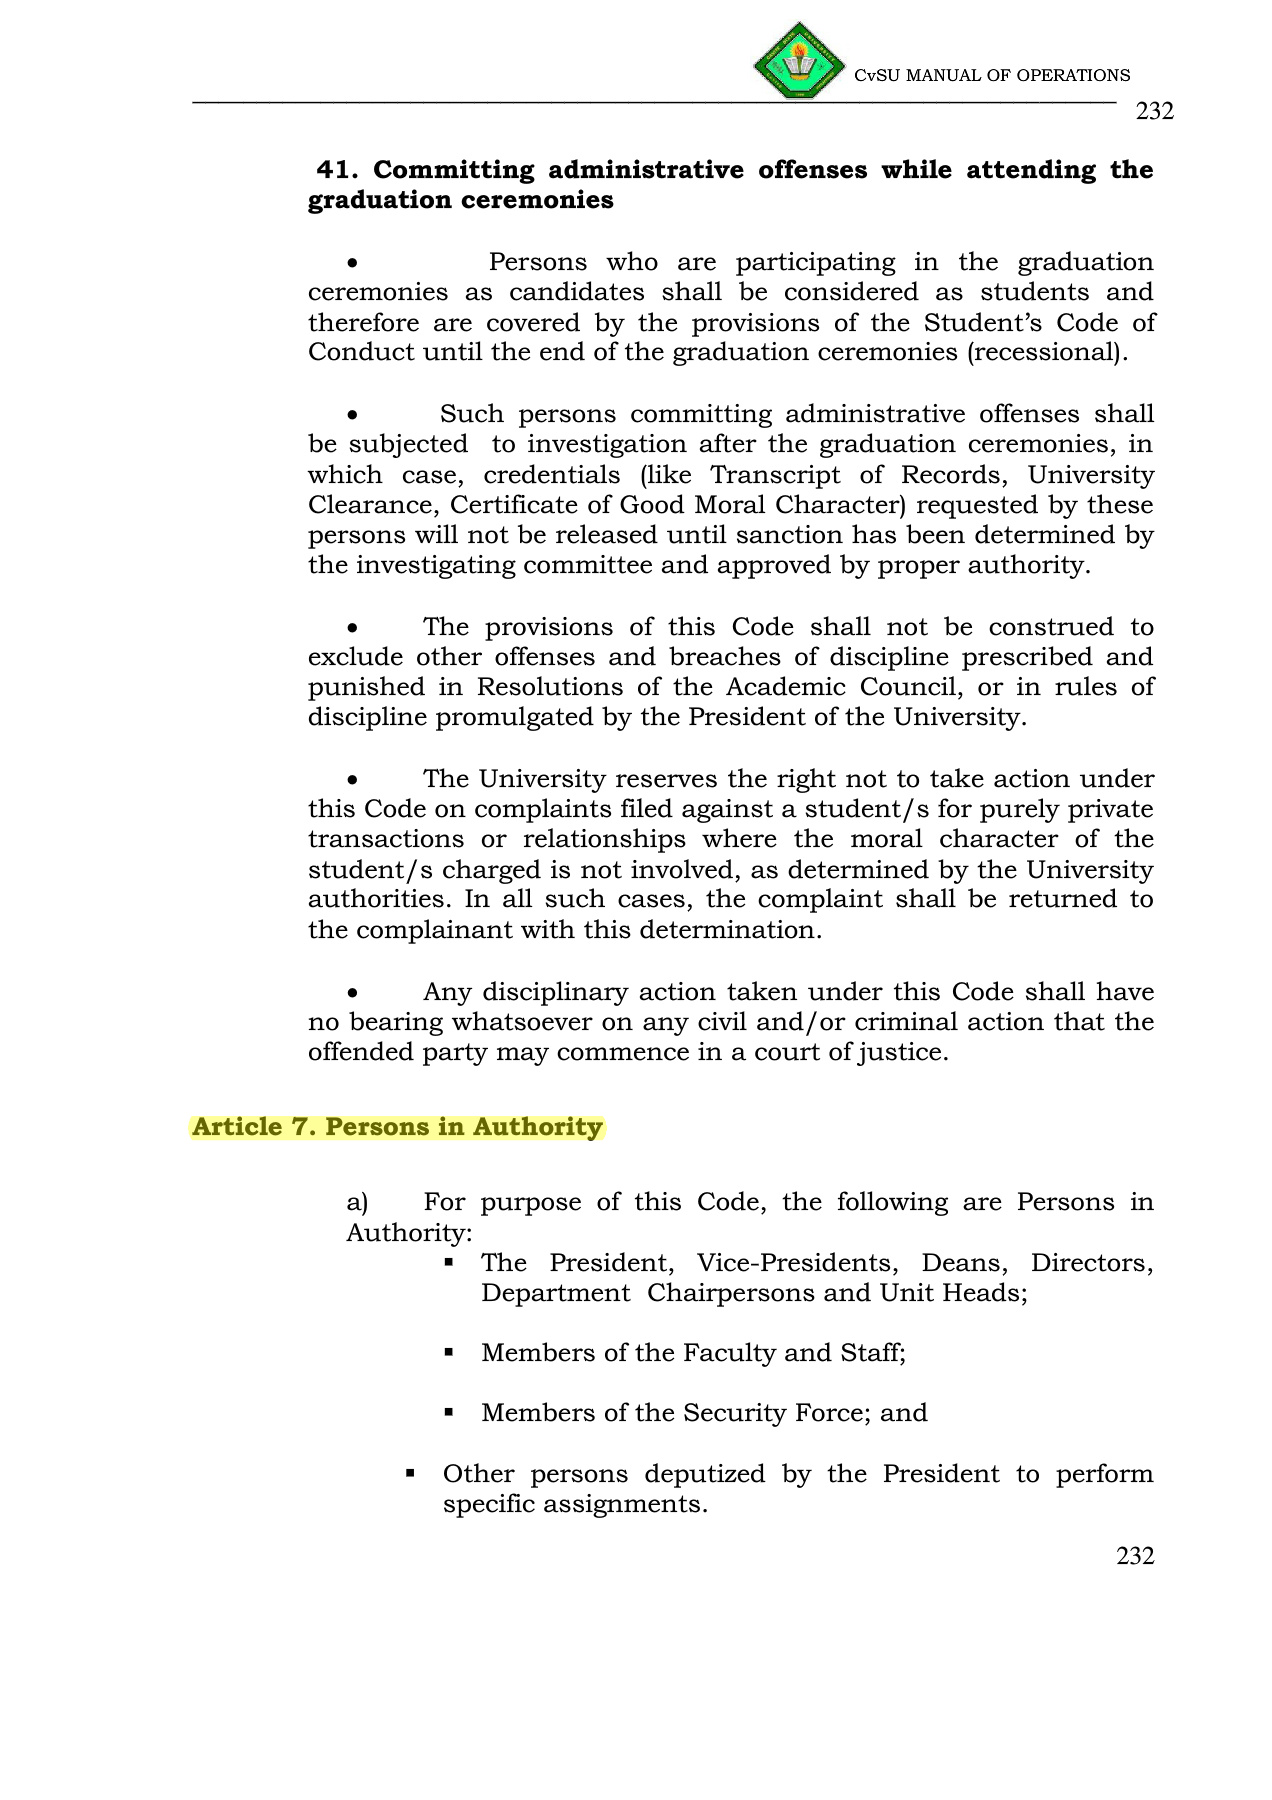 CvSU MANUAL OF OPERATIONS
232
41. Committing administrative offenses while attending the
graduation ceremonies
• Persons who are participating in the graduation
ceremonies as candidates shall be considered as students and
therefore are covered by the provisions of the Student’s Code of
Conduct until the end of the graduation ceremonies (recessional).
• Such persons committing administrative offenses shall
be subjected to investigation after the graduation ceremonies, in
which case, credentials (like Transcript of Records, University
Clearance, Certificate of Good Moral Character) requested by these
persons will not be released until sanction has been determined by
the investigating committee and approved by proper authority.
• The provisions of this Code shall not be construed to
exclude other offenses and breaches of discipline prescribed and
punished in Resolutions of the Academic Council, or in rules of
discipline promulgated by the President of the University.
• The University reserves the right not to take action under
this Code on complaints filed against a student/s for purely private
transactions or relationships where the moral character of the
student/s charged is not involved, as determined by the University
authorities. In all such cases, the complaint shall be returned to
the complainant with this determination.
• Any disciplinary action taken under this Code shall have
no bearing whatsoever on any civil and/or criminal action that the
offended party may commence in a court of justice.
Article 7. Persons in Authority
a) For purpose of this Code, the following are Persons in
Authority:
▪ The President, Vice-Presidents, Deans, Directors,
Department Chairpersons and Unit Heads;
▪ Members of the Faculty and Staff;
▪ Members of the Security Force; and
▪ Other persons deputized by the President to perform
specific assignments.
232